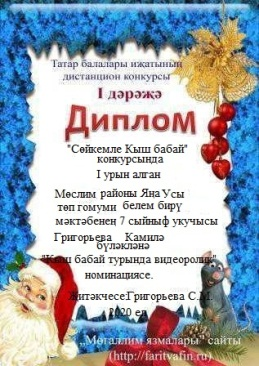 Татар балалары иҗатының
дистанцион конкурсы
I дәрәҗә
Диплом
"Сөйкемле Кыш бабай"
конкурсында
I урын алган
Мөслим районы Яңа Усы
төп гомуми белем бирү
мәктәбенең 7 сыйныф укучысы
Григорьева Камилә
бүләкләнә
"Кыш бабай турында видеоролик"
номинациясе.
Җитәкчесе:Григорьева С.М.
2020 ел
„Мөгаллим язмалары" сайты
(http://faritvafin.ru)